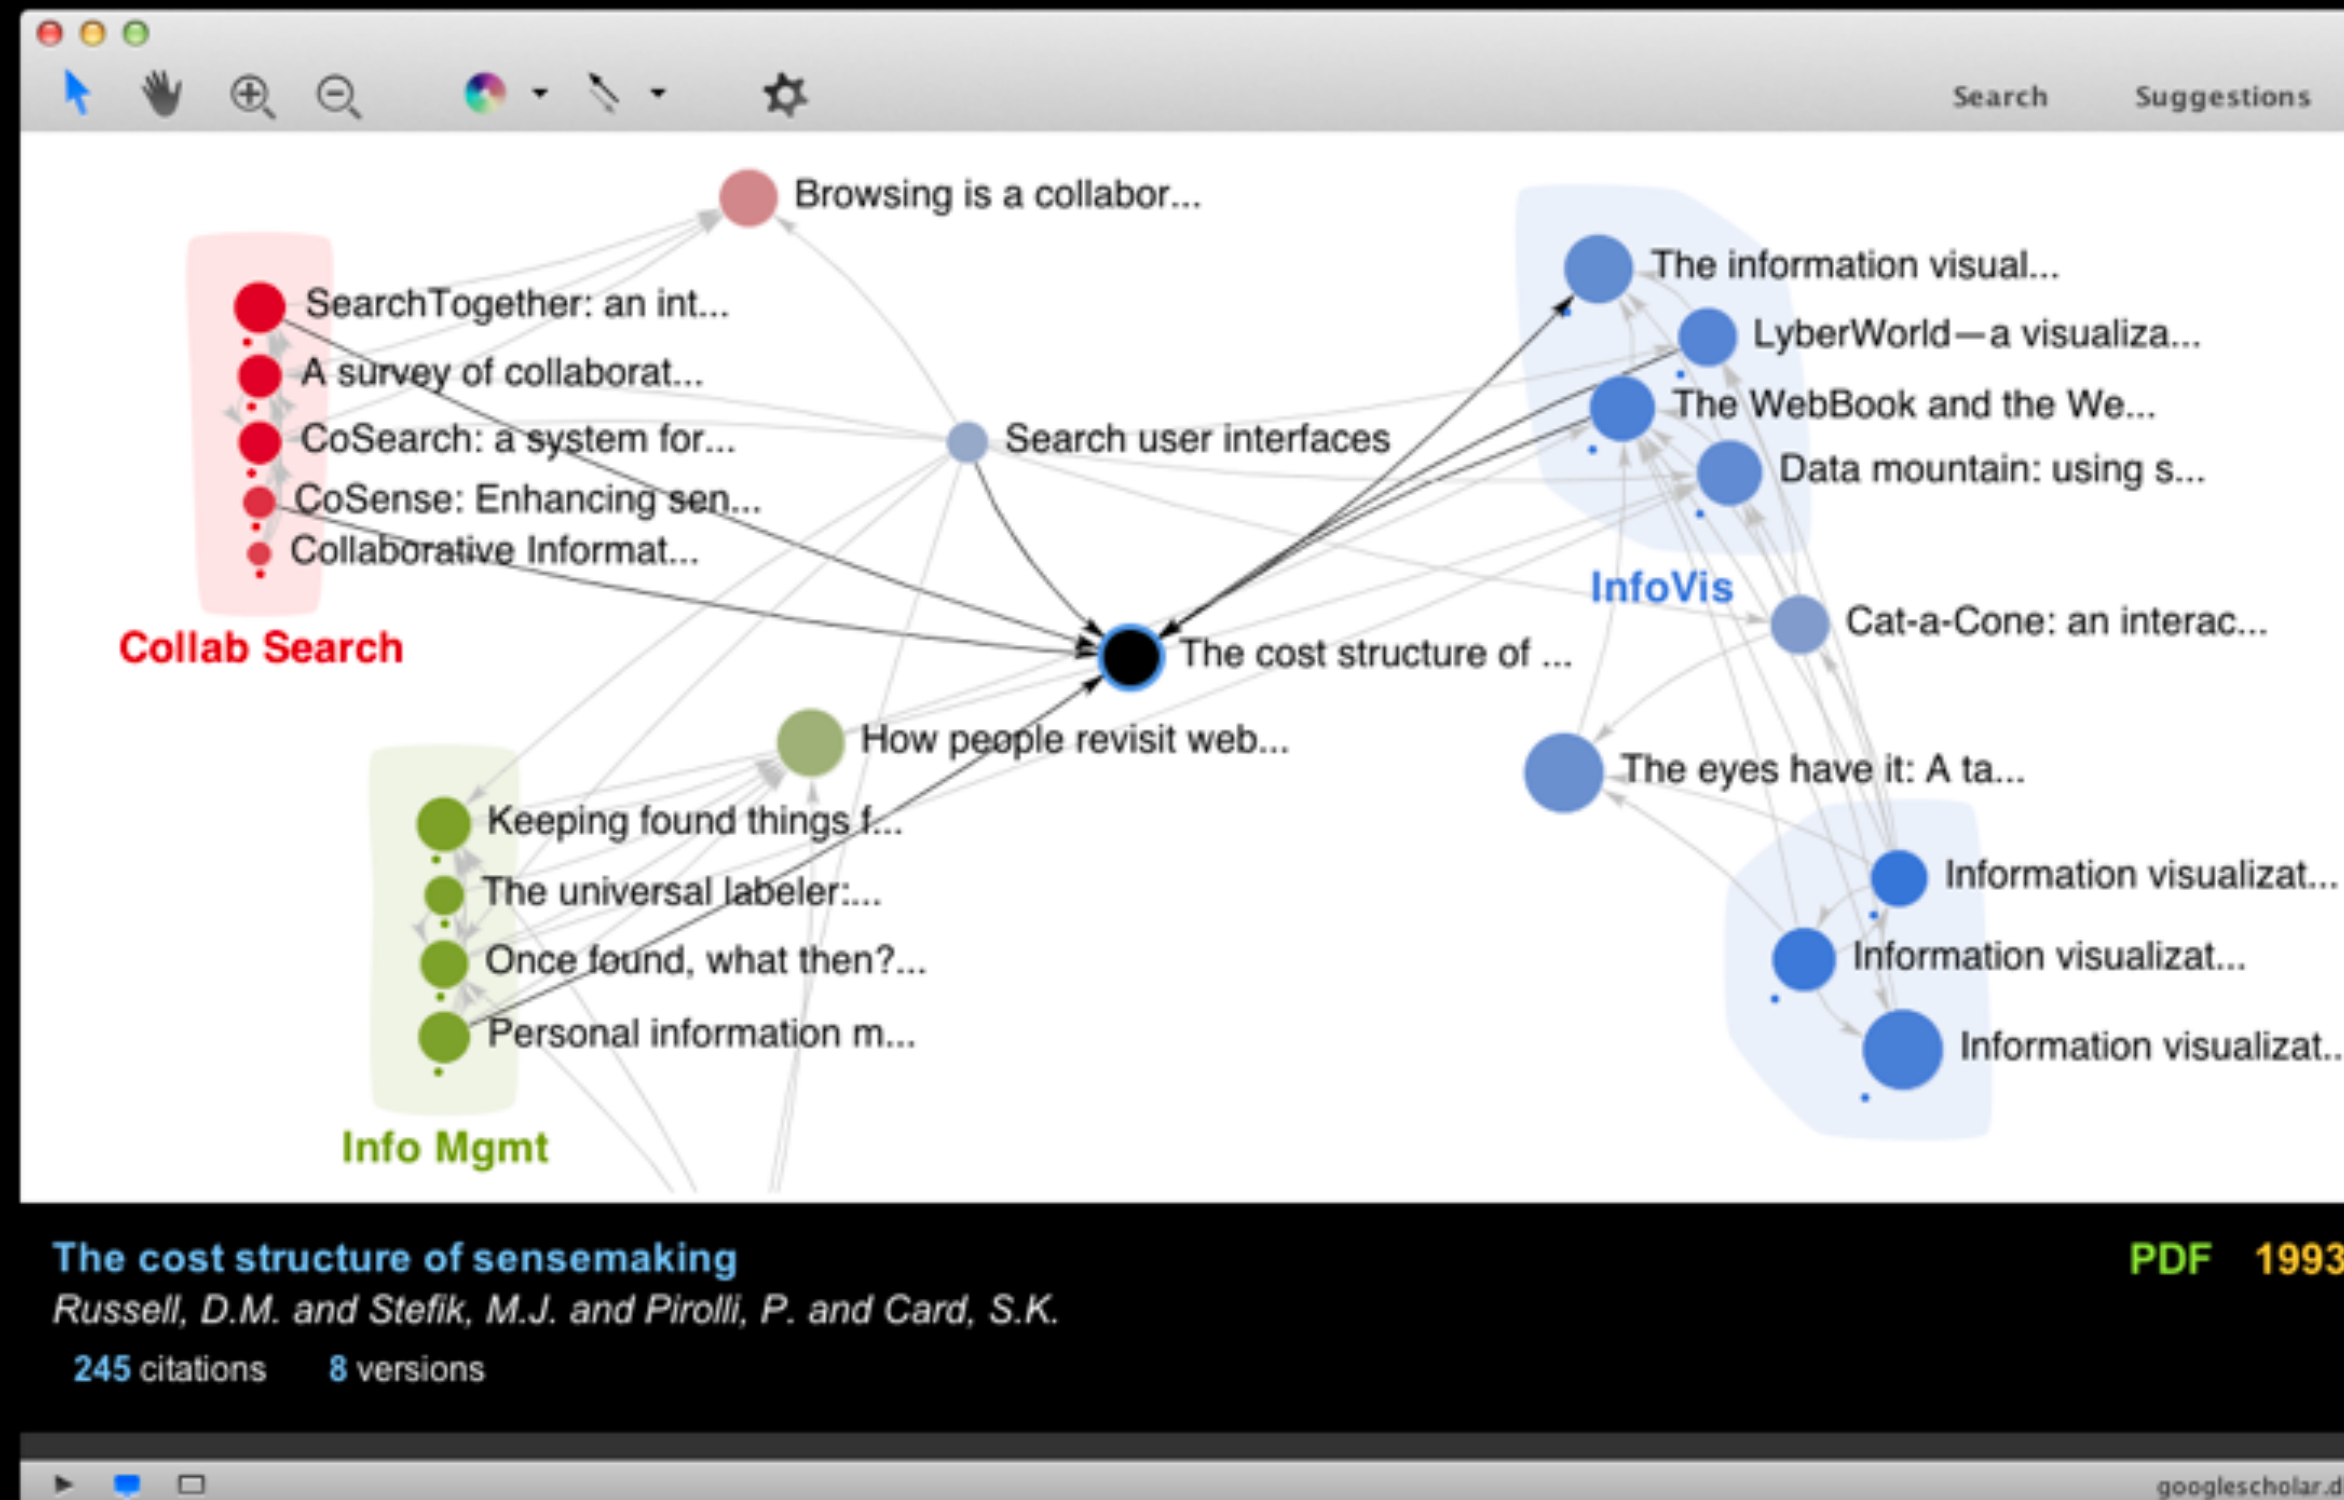 Search Suggestions
Browsing is a collabor...
The information visual...
SearchTogether: an int...
LyberWorld—a visualiza...
A survey of collaborat...
The WebBook and the We...
CoSearch: a system for...
Search user interfaces
Data mountain: using s...
CoSense: Enhancing sen...
Collaborative Informat...
InfoVis
Cat-a-Cone: an interac...
Collab Search
The cost structure of ...
How people revisit web...
The eyes have it: A ta...
Keeping found things f...
Information visualizat...
The universal labeler:...
Once found, what then?...
Information visualizat...
Personal information m...
Information visualizat..
Info Mgmt
The cost structure of sensemaking
PDF 1993
Russell, D.M. and Stefik, M.J. and Pirolli, P. and Card, S.K.
245 citations 8 versions
googlescholar.d